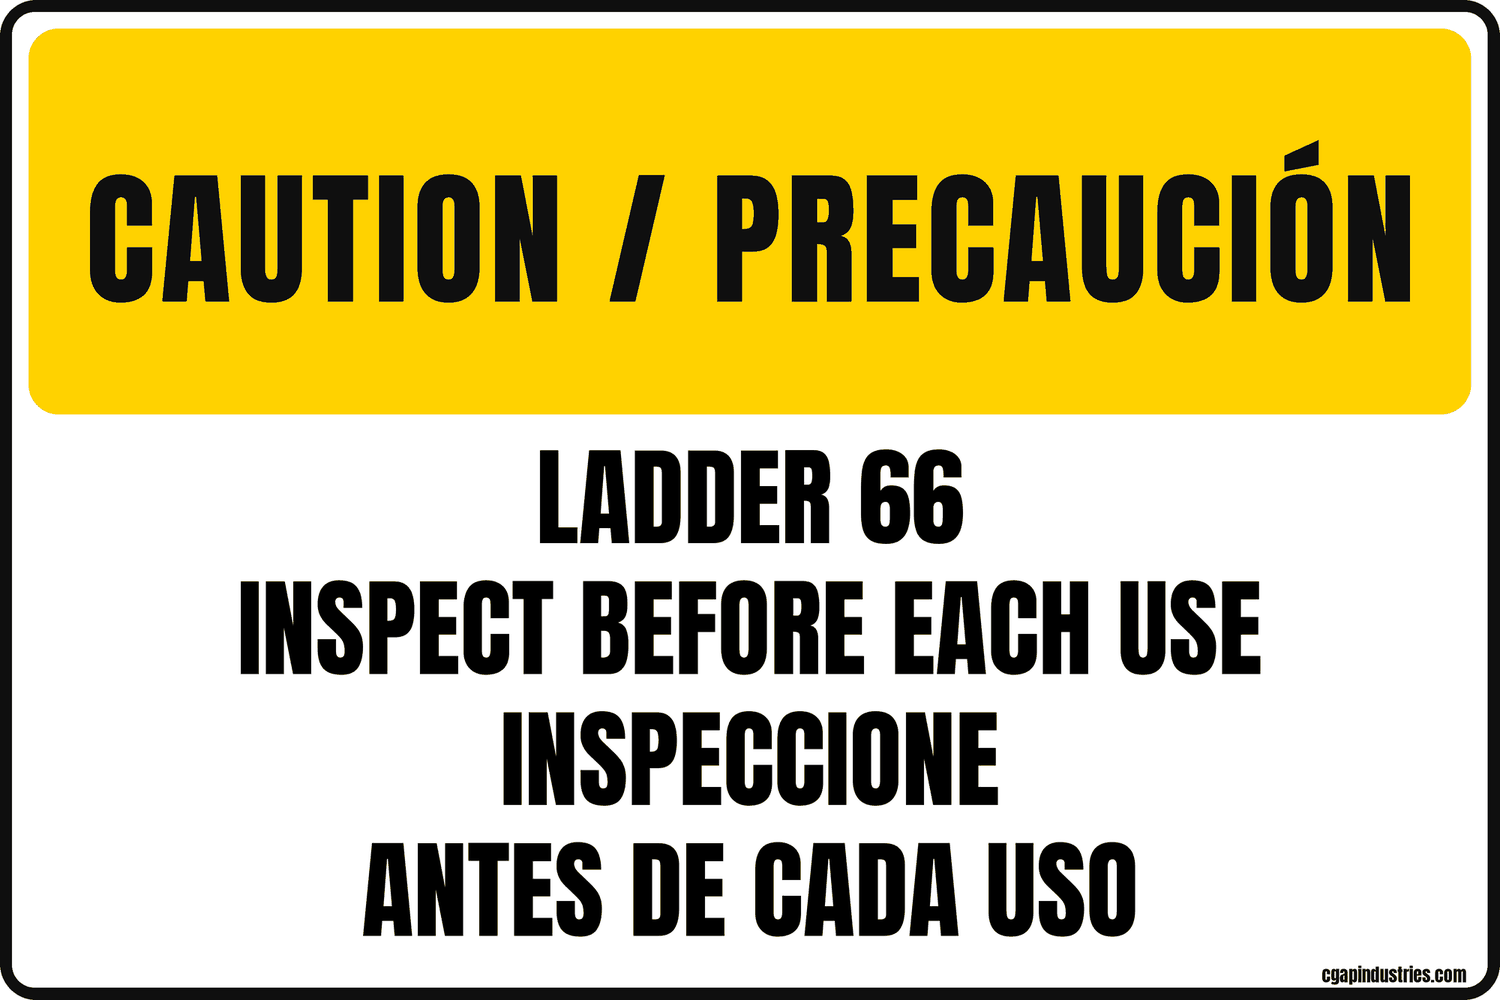 CAUTION / PRECAUCIÓN
LADDER 66
INSPECT BEFORE EACH USE
INSPECCIONE
ANTES DE CADA USO
cgapindustries.com